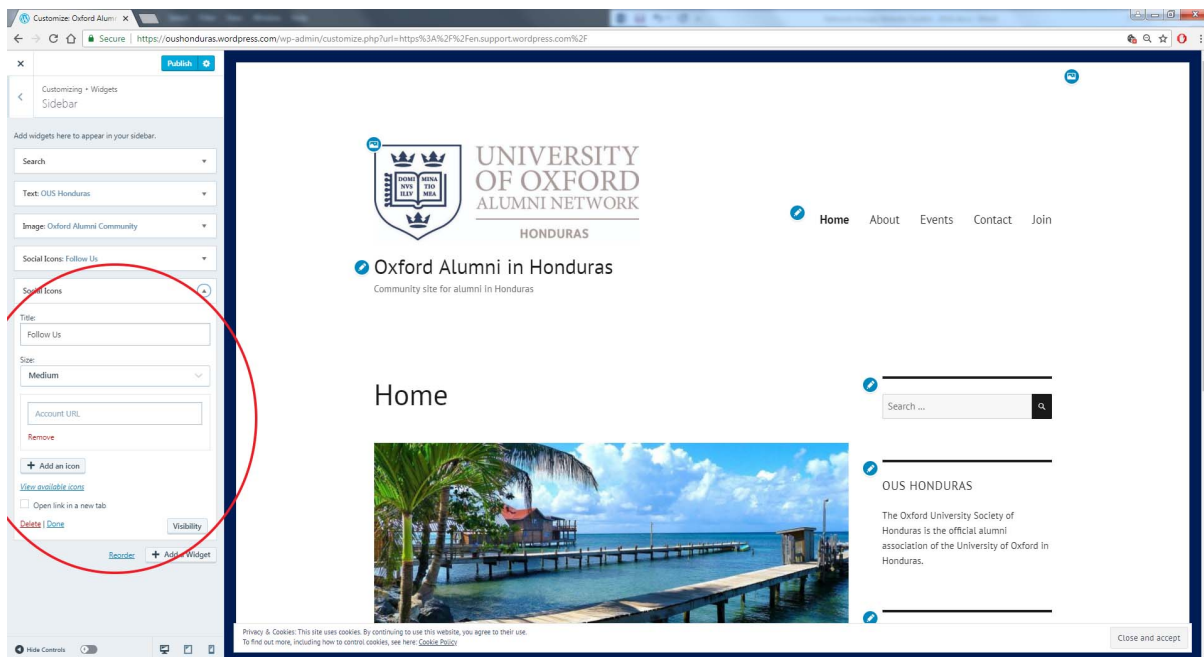 Customize: Oxford Alumn
Secure | https://oushonduras.wordpress.com/wp-admin/customize.php?url=https%3A%2F%2Fen.support.wordpress.com%2F
Publish
Customizing • Widgets
Sidebar
Add widgets here to appear in your sidebar.
Search
Text: OUS Honduras
Image: Oxford Alumni Community
Social Icons: Follow Us
Social Icons
Title:
Follow Us
Size:
Medium
Account URL
Remove
+ Add an icon
View available icons
Open link in a new tab
Delete | Done
Visibility
Reorder
+ Add a Widget
Hide Controls
DOMI MINA
NVS TIO
ILLV MEA
UNIVERSITY
OF OXFORD
ALUMNI NETWORK
HONDURAS
Home About Events Contact Join
Oxford Alumni in Honduras
Community site for alumni in Honduras
Home
Search ...
OUS HONDURAS
The Oxford University Society of
Honduras is the official alumni
association of the University of Oxford in
Honduras.
Privacy & Cookies: This site uses cookies. By continuing to use this website, you agree to their use.
To find out more, including how to control cookies, see here: Cookie Policy
Close and accept